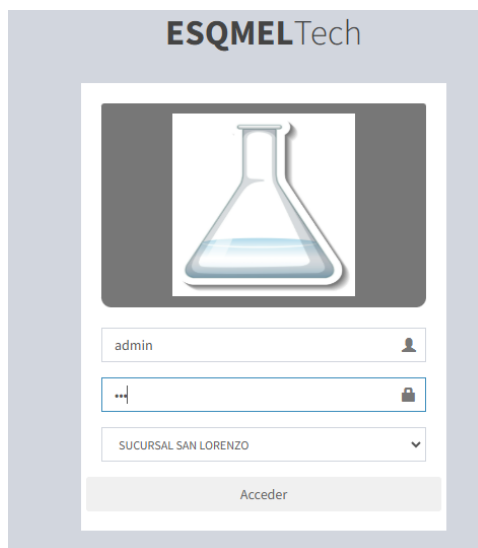 ESQMELTech
admin
•••
SUCURSAL SAN LORENZO
Acceder